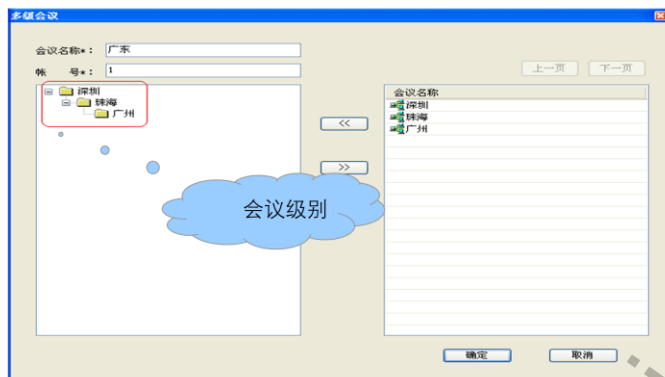 多级会议
会议名称*： 广东
帐 号*： 1
上一页 下一页
深圳
珠海
广州
<<
>>
会议名称
深圳
珠海
广州
会议级别
确定 取消